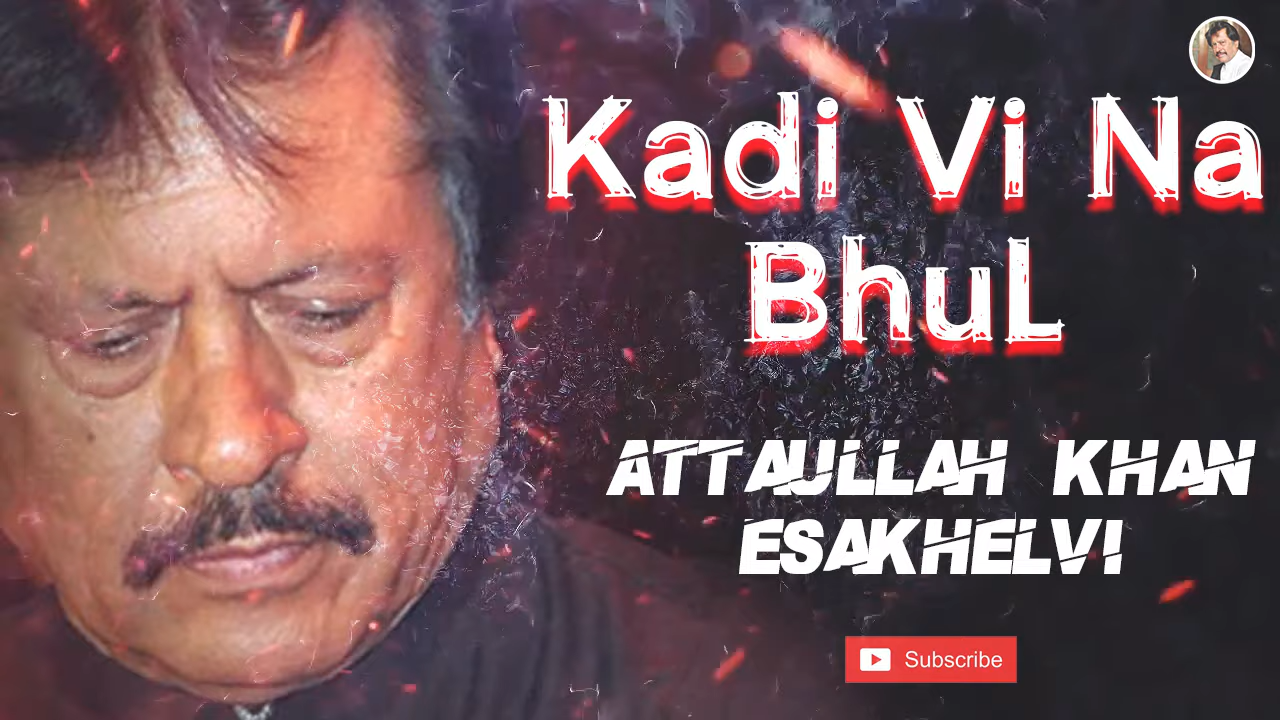 Kadi Vi Na
BhuL
ATTAULLAH KHAN
ESAKHELVI
Subscribe